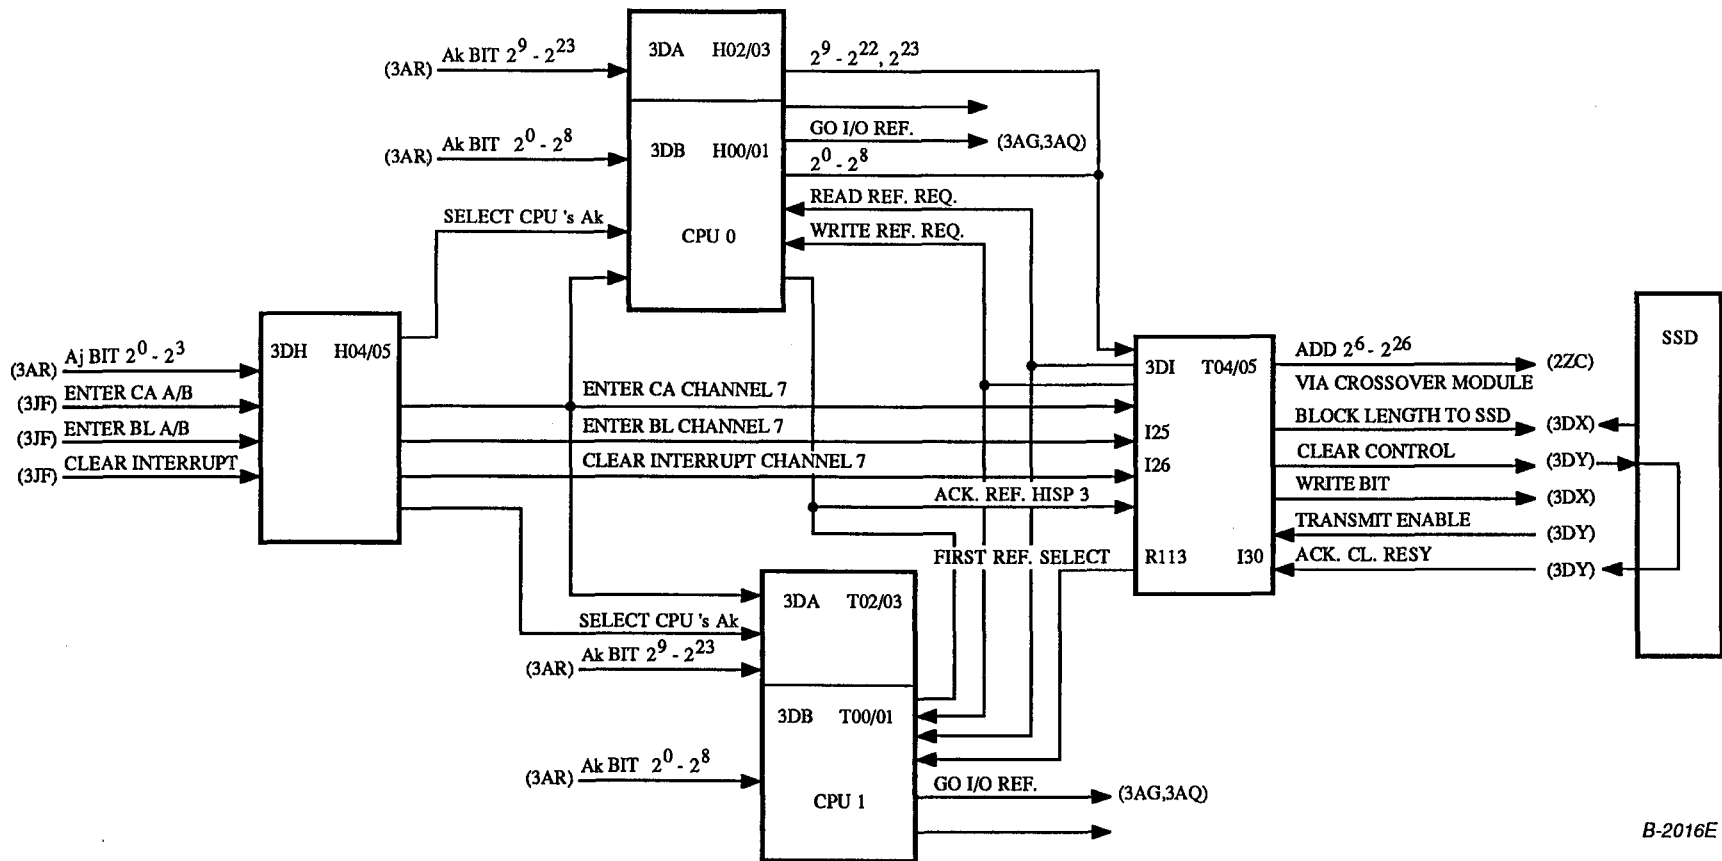 3DA H02/03
(3AR) Ak BIT 2^9 - 2^23
2^9 - 2^22, 2^23
GO I/O REF.
(3AG,3AQ)
(3AR) Ak BIT 2^0 - 2^8
3DB H00/01
2^0 - 2^8
READ REF. REQ.
SELECT CPU 's Ak
CPU 0
WRITE REF. REQ.
3DH H04/05
(3AR) Aj BIT 2^0 - 2^3
(3JF) ENTER CA A/B
(3JF) ENTER BL A/B
(3JF) CLEAR INTERRUPT
ENTER CA CHANNEL 7
ENTER BL CHANNEL 7
CLEAR INTERRUPT CHANNEL 7
ACK. REF. HISP 3
FIRST REF. SELECT
3DI T04/05
I25
I26
R113 I30
ADD 2^6 - 2^26 (2ZC)
VIA CROSSOVER MODULE
BLOCK LENGTH TO SSD (3DX)
CLEAR CONTROL (3DY)
WRITE BIT (3DX)
TRANSMIT ENABLE (3DY)
ACK. CL. RESY (3DY)
SSD
3DA T02/03
SELECT CPU 's Ak
(3AR) Ak BIT 2^9 - 2^23
3DB T00/01
(3AR) Ak BIT 2^0 - 2^8
CPU 1
GO I/O REF. (3AG,3AQ)
B-2016E